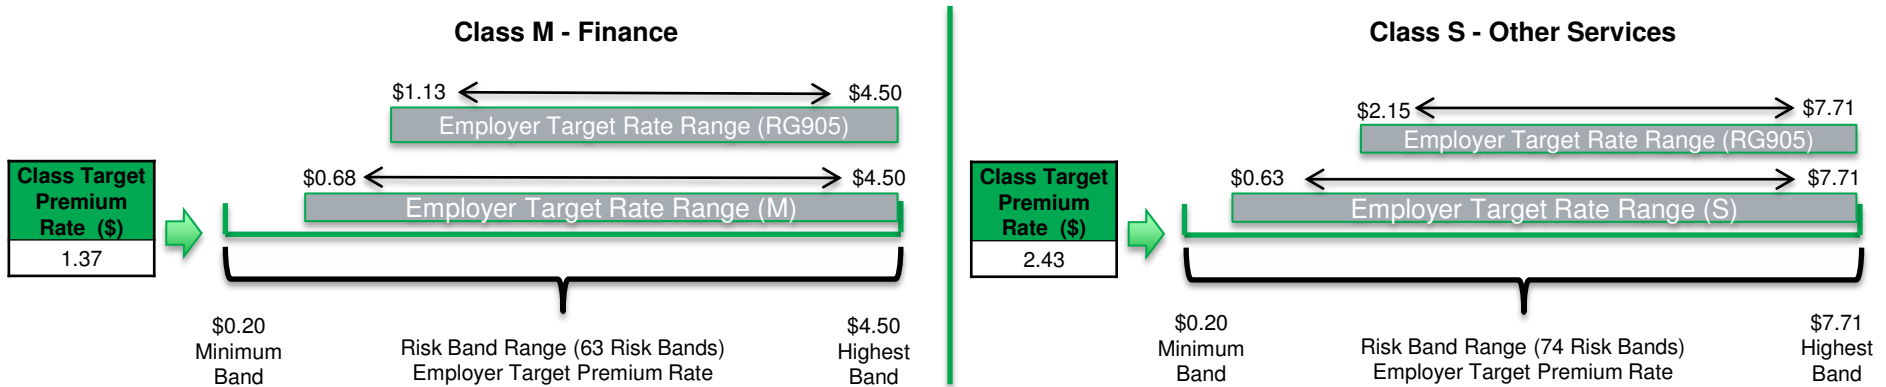 Class M - Finance
$1.13
$4.50
Employer Target Rate Range (RG905)
$0.68
$4.50
Employer Target Rate Range (M)
Class Target
Premium
Rate ($)
1.37
$0.20
Minimum
Band
Risk Band Range (63 Risk Bands)
Employer Target Premium Rate
$4.50
Highest
Band
Class S - Other Services
$2.15
$7.71
Employer Target Rate Range (RG905)
$0.63
$7.71
Employer Target Rate Range (S)
Class Target
Premium
Rate ($)
2.43
$0.20
Minimum
Band
Risk Band Range (74 Risk Bands)
Employer Target Premium Rate
$7.71
Highest
Band